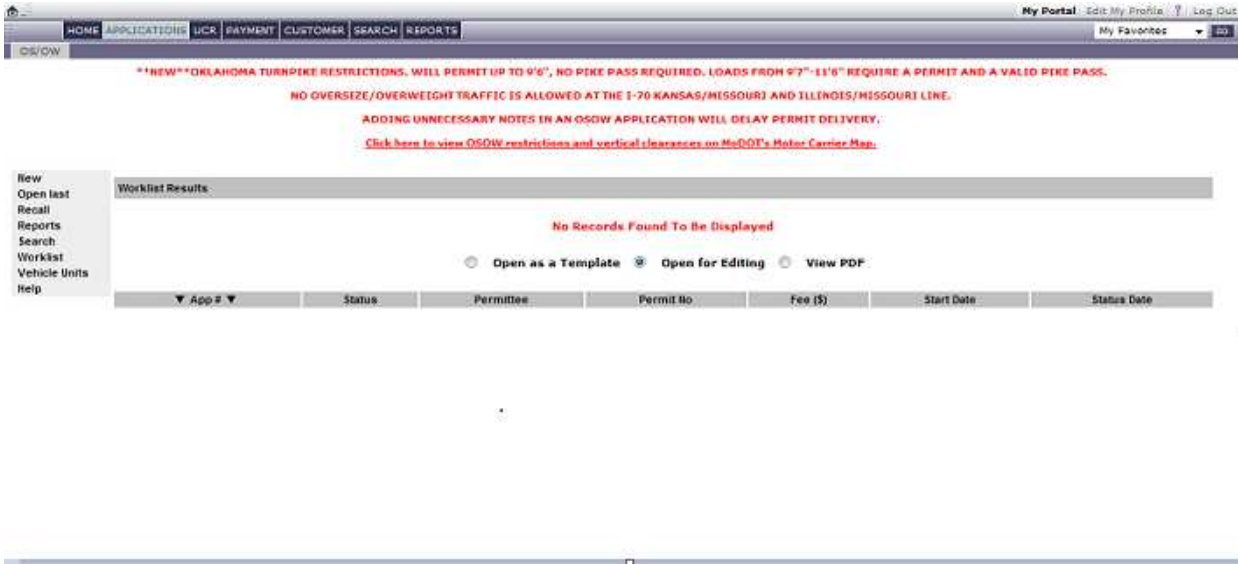 My Portal Edit My Profile ? Log Out
HOME APPLICATIONS UCR PAYMENT CUSTOMER SEARCH REPORTS My Favorites GO
OS/OW
**NEW**OKLAHOMA TURNPIKE RESTRICTIONS. WILL PERMIT UP TO 9'6", NO PIKE PASS REQUIRED. LOADS FROM 9'7"-11'6" REQUIRE A PERMIT AND A VALID PIKE PASS.
NO OVERSIZE/OVERWEIGHT TRAFFIC IS ALLOWED AT THE I-70 KANSAS/MISSOURI AND ILLINOIS/MISSOURI LINE.
ADDING UNNECESSARY NOTES IN AN OSOW APPLICATION WILL DELAY PERMIT DELIVERY.
Click here to view OSOW restrictions and vertical clearances on MoDOT's Motor Carrier Map.
New
Open last
Recall
Reports
Search
Worklist
Vehicle Units
Help
Worklist Results
No Records Found To Be Displayed
Open as a Template Open for Editing View PDF
▼ App # ▼ Status Permittee Permit No Fee ($) Start Date Status Date